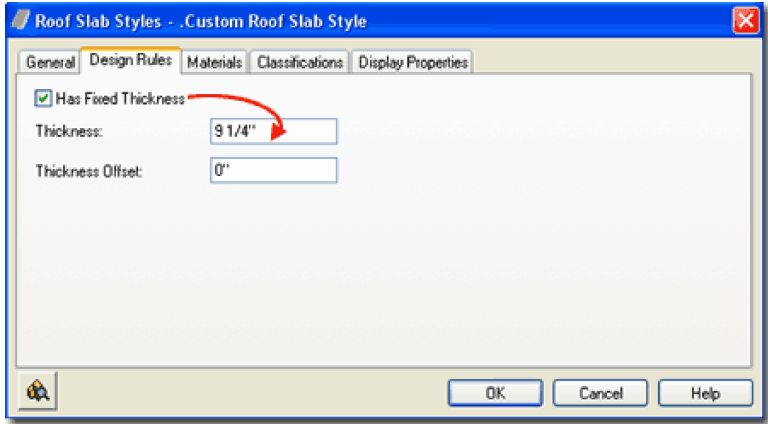 Roof Slab Styles - .Custom Roof Slab Style
General Design Rules Materials Classifications Display Properties
Has Fixed Thickness
Thickness: 9 1/4"
Thickness Offset: 0"
OK Cancel Help